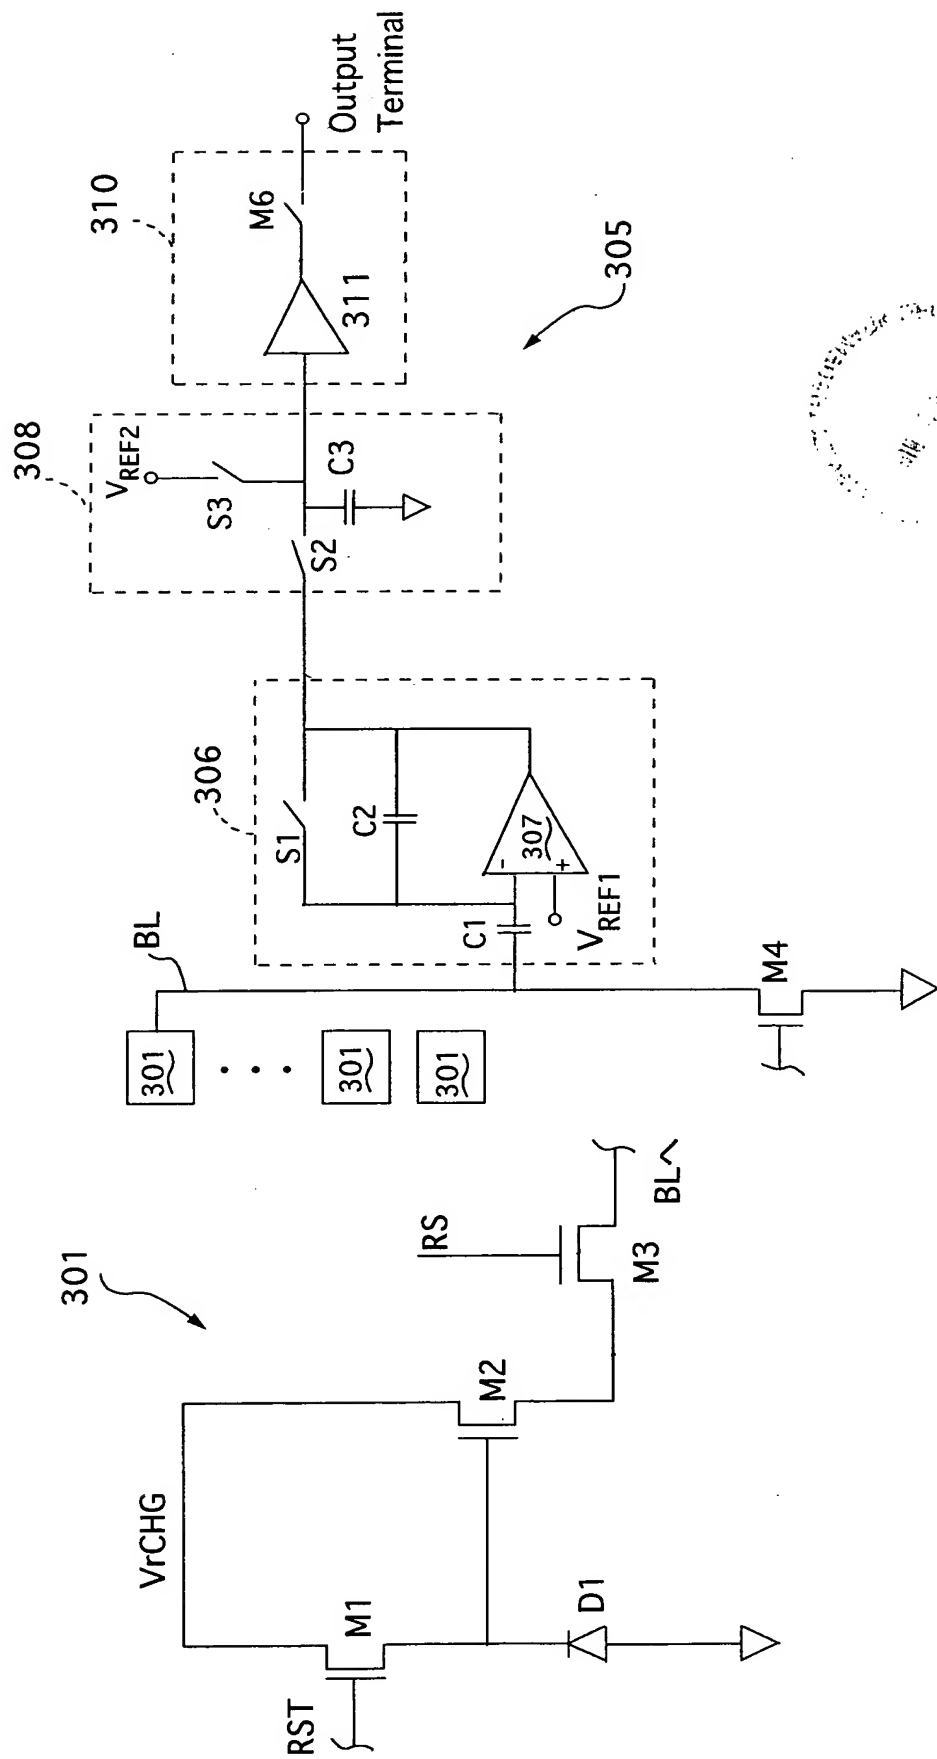 301
VrCHG
RST
M1
M2
RS
M3
BL^
D1
301
301
301
BL
M4
306
S1
C2
C1
307
-
+
VREF1
308
VREF2
S3
S2
C3
310
M6
311
Output
Terminal
305